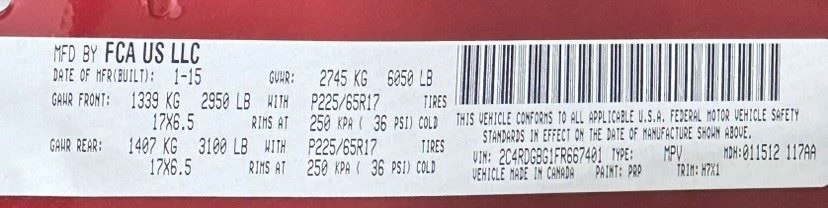 MFD BY FCA US LLC
DATE OF MFR(BUILT): 1-15 GVWR: 2745 KG 6050 LB
GAWR FRONT: 1339 KG 2950 LB WITH P225/65R17 TIRES
17X6.5 RIMS AT 250 KPA ( 36 PSI) COLD
GAWR REAR: 1407 KG 3100 LB WITH P225/65R17 TIRES
17X6.5 RIMS AT 250 KPA ( 36 PSI) COLD
THIS VEHICLE CONFORMS TO ALL APPLICABLE U.S.A. FEDERAL MOTOR VEHICLE SAFETY
STANDARDS IN EFFECT ON THE DATE OF MANUFACTURE SHOWN ABOVE.
VIN: 2C4RDGBG1FR667401 TYPE: MPV MDH:011512 117AA
VEHICLE MADE IN CANADA PAINT: PRP TRIM: H7X1